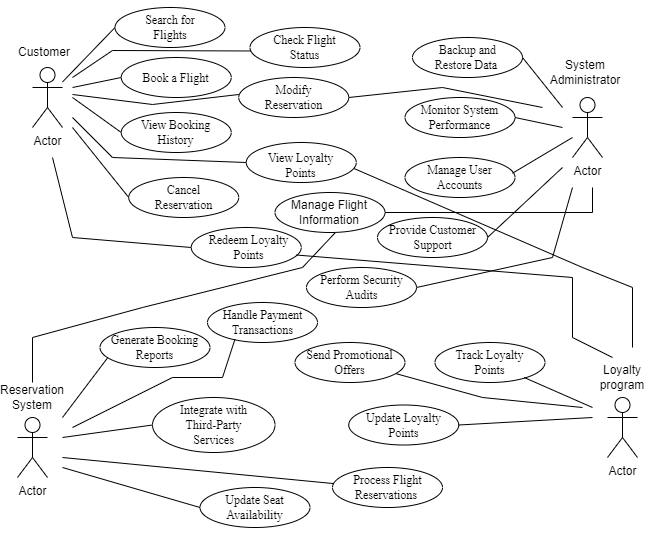 Search for
Flights
Customer
Check Flight
Status
Backup and
Restore Data
System
Administrator
Book a Flight
Modify
Reservation
Monitor System
Performance
View Booking
History
Actor
View Loyalty
Points
Manage User
Accounts
Actor
Cancel
Reservation
Manage Flight
Information
Provide Customer
Support
Redeem Loyalty
Points
Perform Security
Audits
Handle Payment
Transactions
Generate Booking
Reports
Send Promotional
Offers
Track Loyalty
Points
Loyalty
program
Reservation
System
Integrate with
Third-Party
Services
Update Loyalty
Points
Actor
Actor
Process Flight
Reservations
Update Seat
Availability